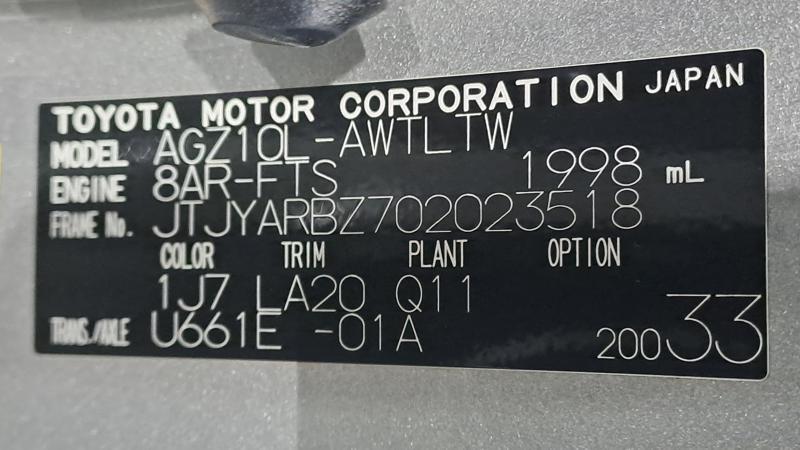 TOYOTA MOTOR CORPORATION JAPAN
MODEL AGZ10L-AWTLTW
ENGINE 8AR-FTS 1998 mL
FRAME No. JTJYARBZ702023518
COLOR TRIM PLANT OPTION
1J7 LA20 Q11
TRANS./AXLE U661E -01A 20033